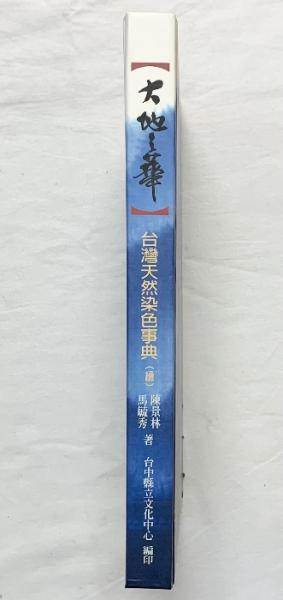 【大地之華】
台灣天然染色事典（續）
陳景林
馬毓秀
著
台中縣立文化中心 編印